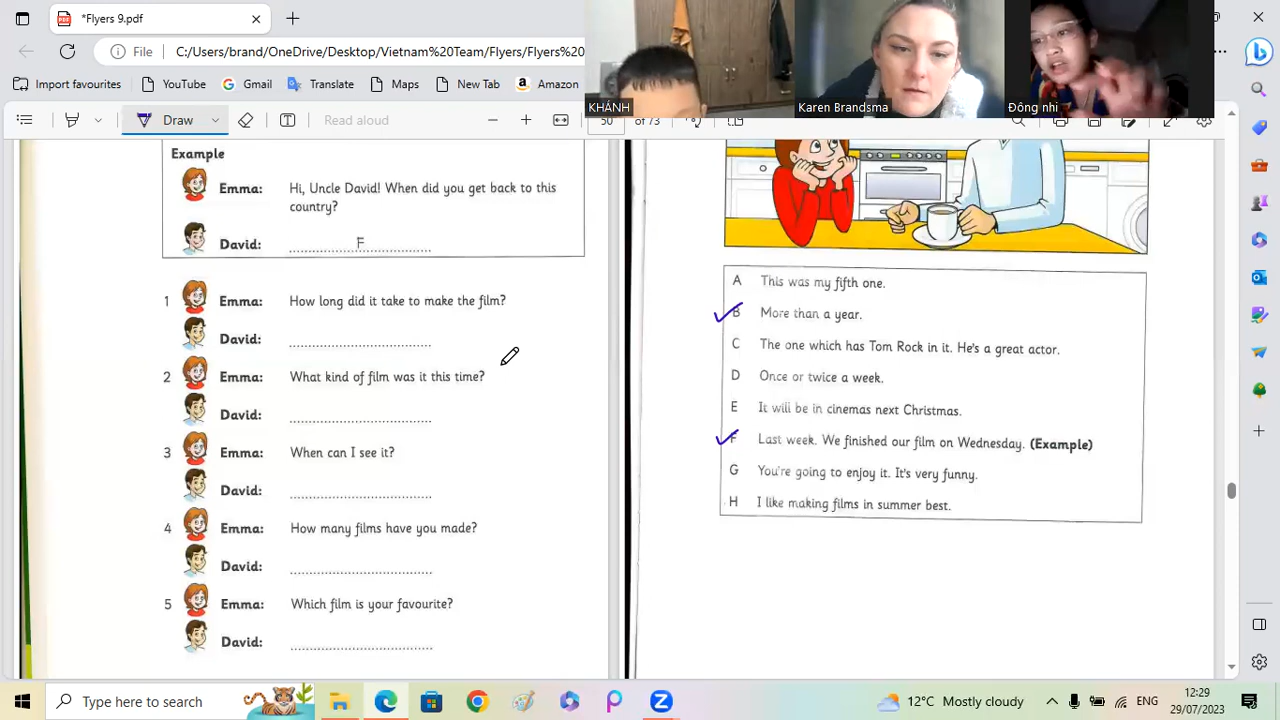 *Flyers 9.pdf
File
C:/Users/brand/OneDrive/Desktop/Vietnam%20Team/Flyers/Flyers%20
Import favourites
YouTube
Gmail
Translate
Maps
New Tab
Amazon
Draw
Read aloud
50 of 73
KHÁNH
Karen Brandsma
Đông nhi
Example
Emma: Hi, Uncle David! When did you get back to this
country?
David: F
1 Emma: How long did it take to make the film?
David:
2 Emma: What kind of film was it this time?
David:
3 Emma: When can I see it?
David:
4 Emma: How many films have you made?
David:
5 Emma: Which film is your favourite?
David:
A This was my fifth one.
B More than a year.
C The one which has Tom Rock in it. He's a great actor.
D Once or twice a week.
E It will be in cinemas next Christmas.
F Last week. We finished our film on Wednesday. (Example)
G You're going to enjoy it. It's very funny.
H I like making films in summer best.
Type here to search
12°C Mostly cloudy
ENG
12:29
29/07/2023